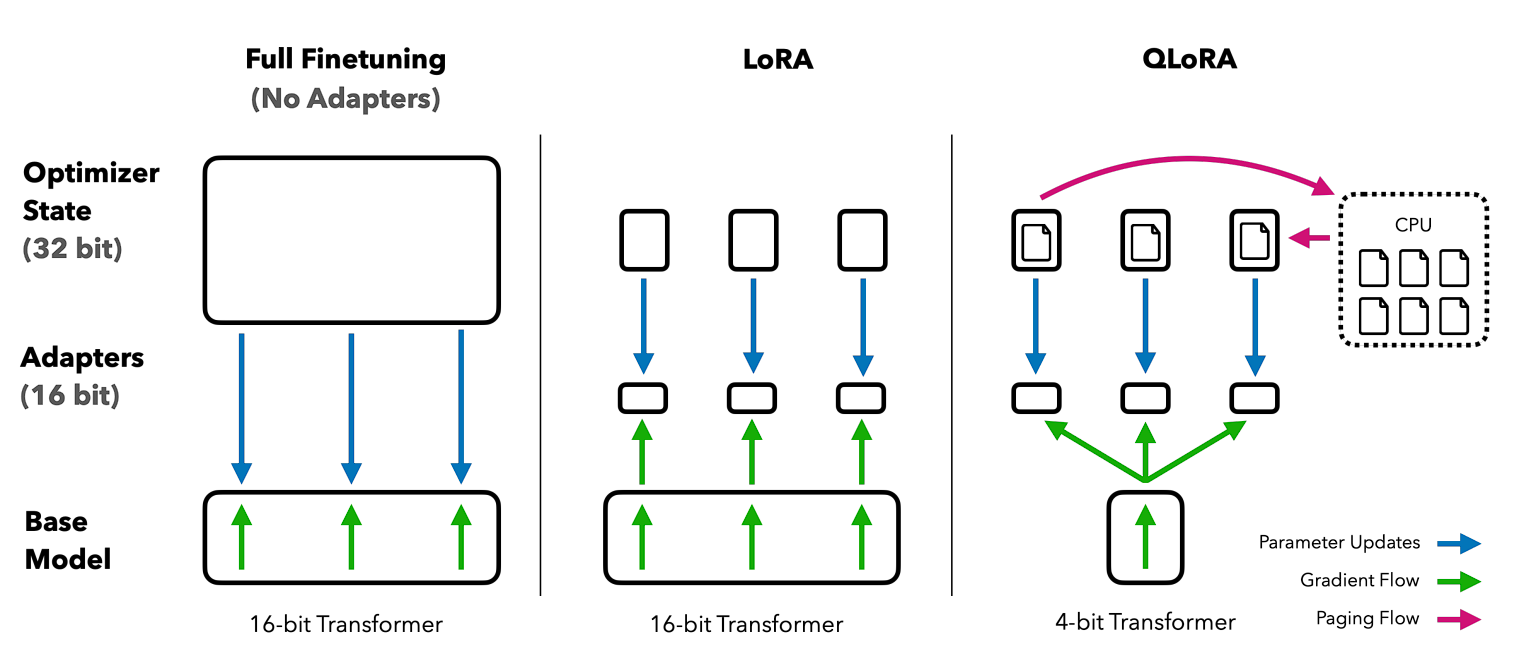 Full Finetuning
(No Adapters)
LoRA
QLoRA
Optimizer
State
(32 bit)
CPU
Adapters
(16 bit)
Base
Model
16-bit Transformer
16-bit Transformer
4-bit Transformer
Parameter Updates
Gradient Flow
Paging Flow